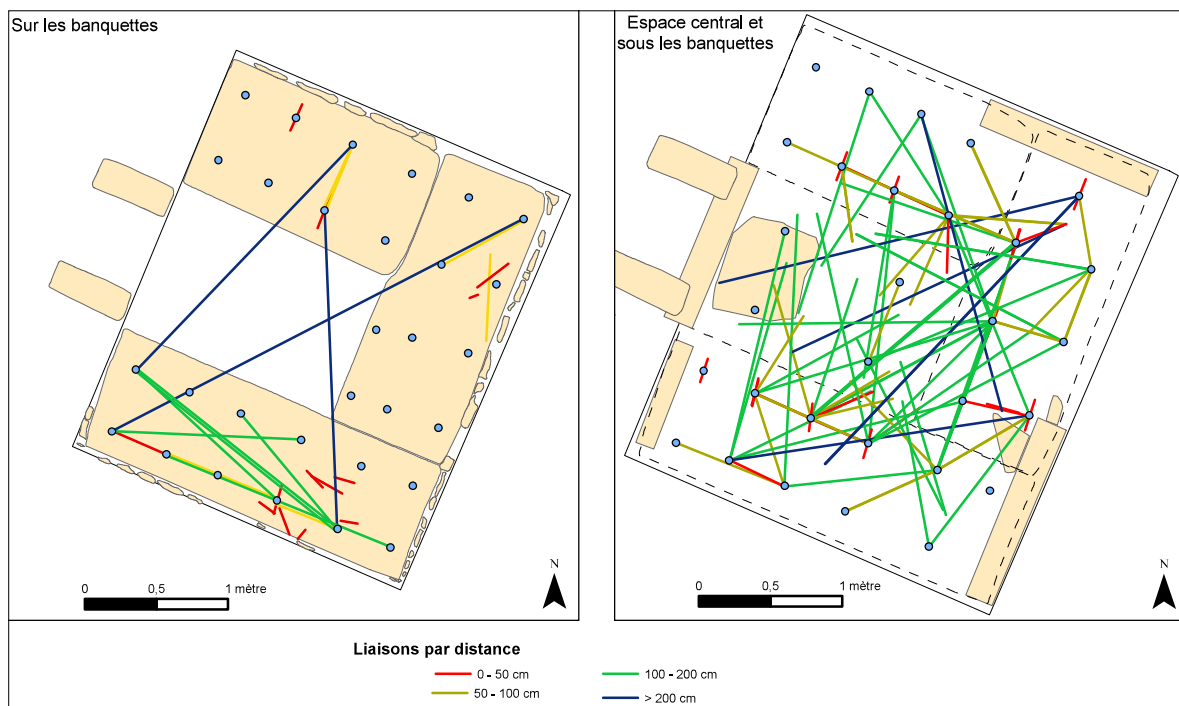 Sur les banquettes
Espace central et
sous les banquettes
N
0 0,5 1 mètre
N
0 0,5 1 mètre
Liaisons par distance
0 - 50 cm
50 - 100 cm
100 - 200 cm
> 200 cm